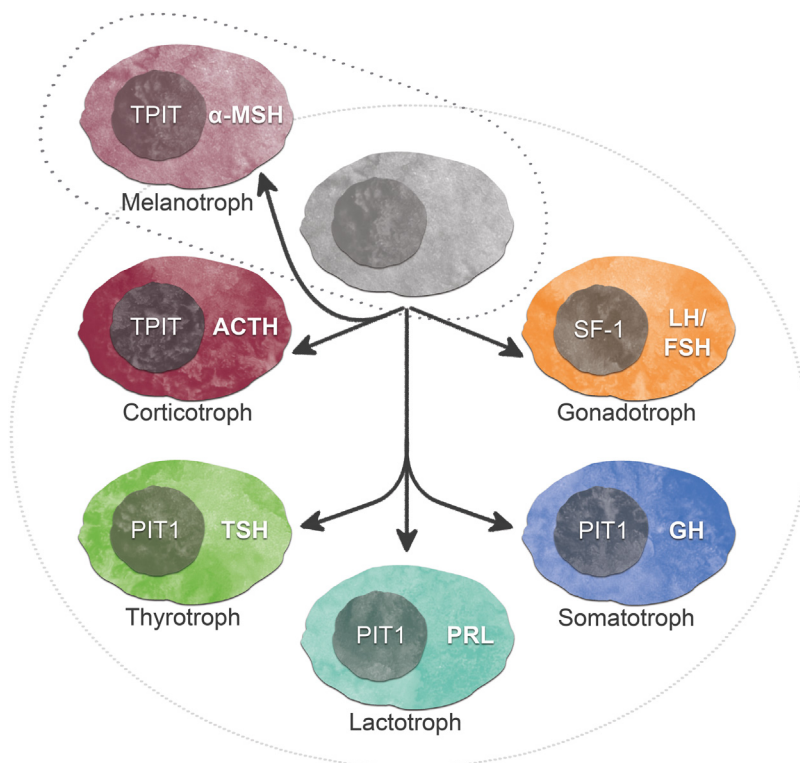 TPIT α-MSH
Melanotroph
TPIT ACTH
Corticotroph
SF-1 LH/
FSH
Gonadotroph
PIT1 TSH
Thyrotroph
PIT1 GH
Somatotroph
PIT1 PRL
Lactotroph